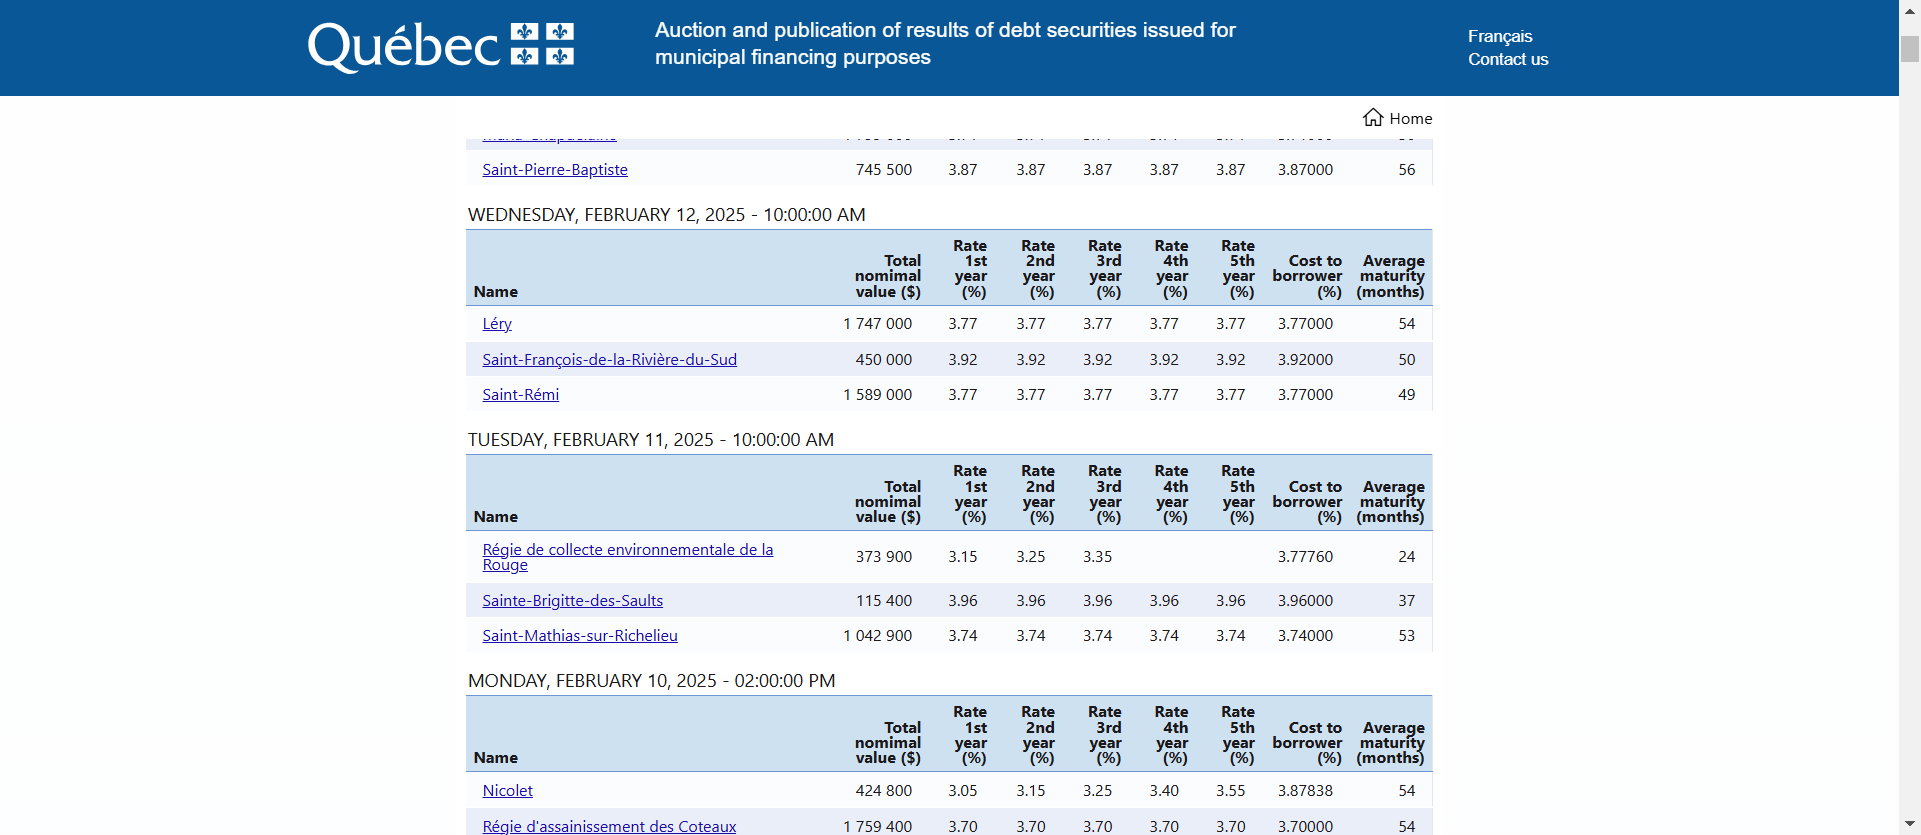 Québec
Auction and publication of results of debt securities issued for
municipal financing purposes
Français
Contact us
Home
Saint-Pierre-Baptiste 745 500 3.87 3.87 3.87 3.87 3.87 3.87000 56
WEDNESDAY, FEBRUARY 12, 2025 - 10:00:00 AM
Name Total nomimal value ($) Rate 1st year (%) Rate 2nd year (%) Rate 3rd year (%) Rate 4th year (%) Rate 5th year (%) Cost to borrower (%) Average maturity (months)
Léry 1 747 000 3.77 3.77 3.77 3.77 3.77 3.77000 54
Saint-François-de-la-Rivière-du-Sud 450 000 3.92 3.92 3.92 3.92 3.92 3.92000 50
Saint-Rémi 1 589 000 3.77 3.77 3.77 3.77 3.77 3.77000 49
TUESDAY, FEBRUARY 11, 2025 - 10:00:00 AM
Name Total nomimal value ($) Rate 1st year (%) Rate 2nd year (%) Rate 3rd year (%) Rate 4th year (%) Rate 5th year (%) Cost to borrower (%) Average maturity (months)
Régie de collecte environnementale de la
Rouge 373 900 3.15 3.25 3.35 3.77760 24
Sainte-Brigitte-des-Saults 115 400 3.96 3.96 3.96 3.96 3.96 3.96000 37
Saint-Mathias-sur-Richelieu 1 042 900 3.74 3.74 3.74 3.74 3.74 3.74000 53
MONDAY, FEBRUARY 10, 2025 - 02:00:00 PM
Name Total nomimal value ($) Rate 1st year (%) Rate 2nd year (%) Rate 3rd year (%) Rate 4th year (%) Rate 5th year (%) Cost to borrower (%) Average maturity (months)
Nicolet 424 800 3.05 3.15 3.25 3.40 3.55 3.87838 54
Régie d'assainissement des Coteaux 1 759 400 3.70 3.70 3.70 3.70 3.70 3.70000 54